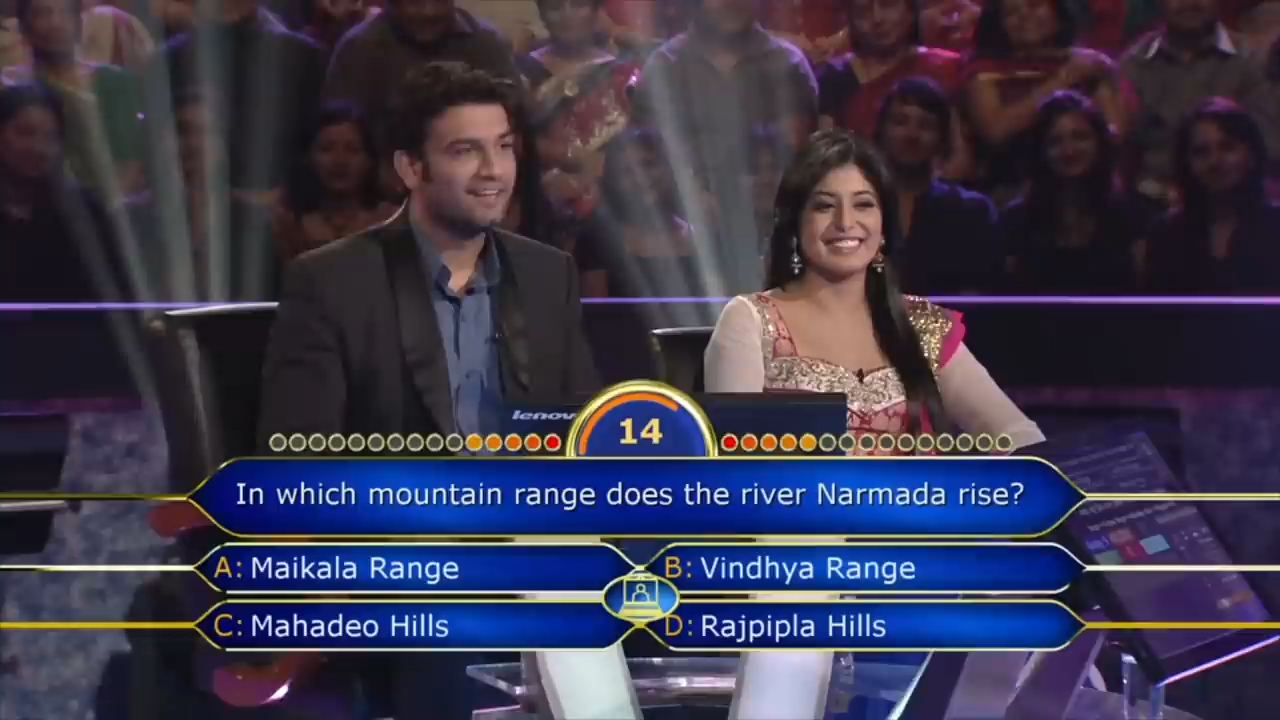 lenovo
14
In which mountain range does the river Narmada rise?
A: Maikala Range
B: Vindhya Range
C: Mahadeo Hills
D: Rajpipla Hills